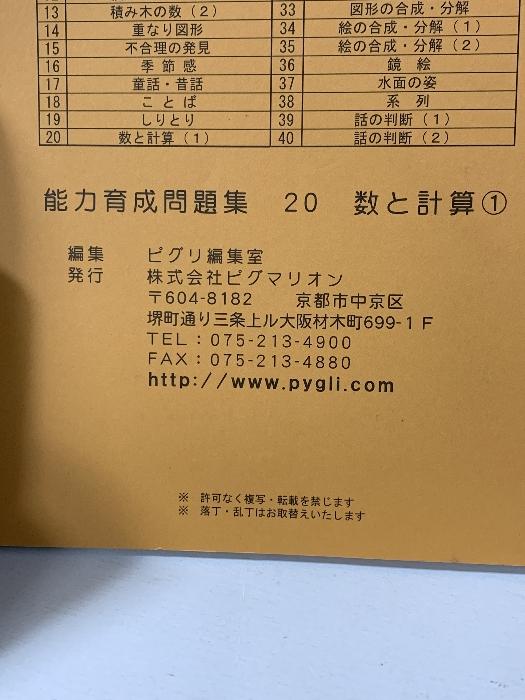 13 積み木の数(2) 33 図形の合成・分解
14 重なり図形 34 絵の合成・分解(1)
15 不合理の発見 35 絵の合成・分解(2)
16 季節感 36 鏡絵
17 童話・昔話 37 水面の姿
18 ことば 38 系列
19 しりとり 39 話の判断(1)
20 数と計算(1) 40 話の判断(2)
能力育成問題集 20 数と計算①
編集 ピグリ編集室
発行 株式会社ピグマリオン
〒604-8182 京都市中京区
堺町通り三条上ル大阪材木町699-1F
TEL:075-213-4900
FAX:075-213-4880
http://www.pygli.com
※ 許可なく複写・転載を禁じます
※ 落丁・乱丁はお取替えいたします